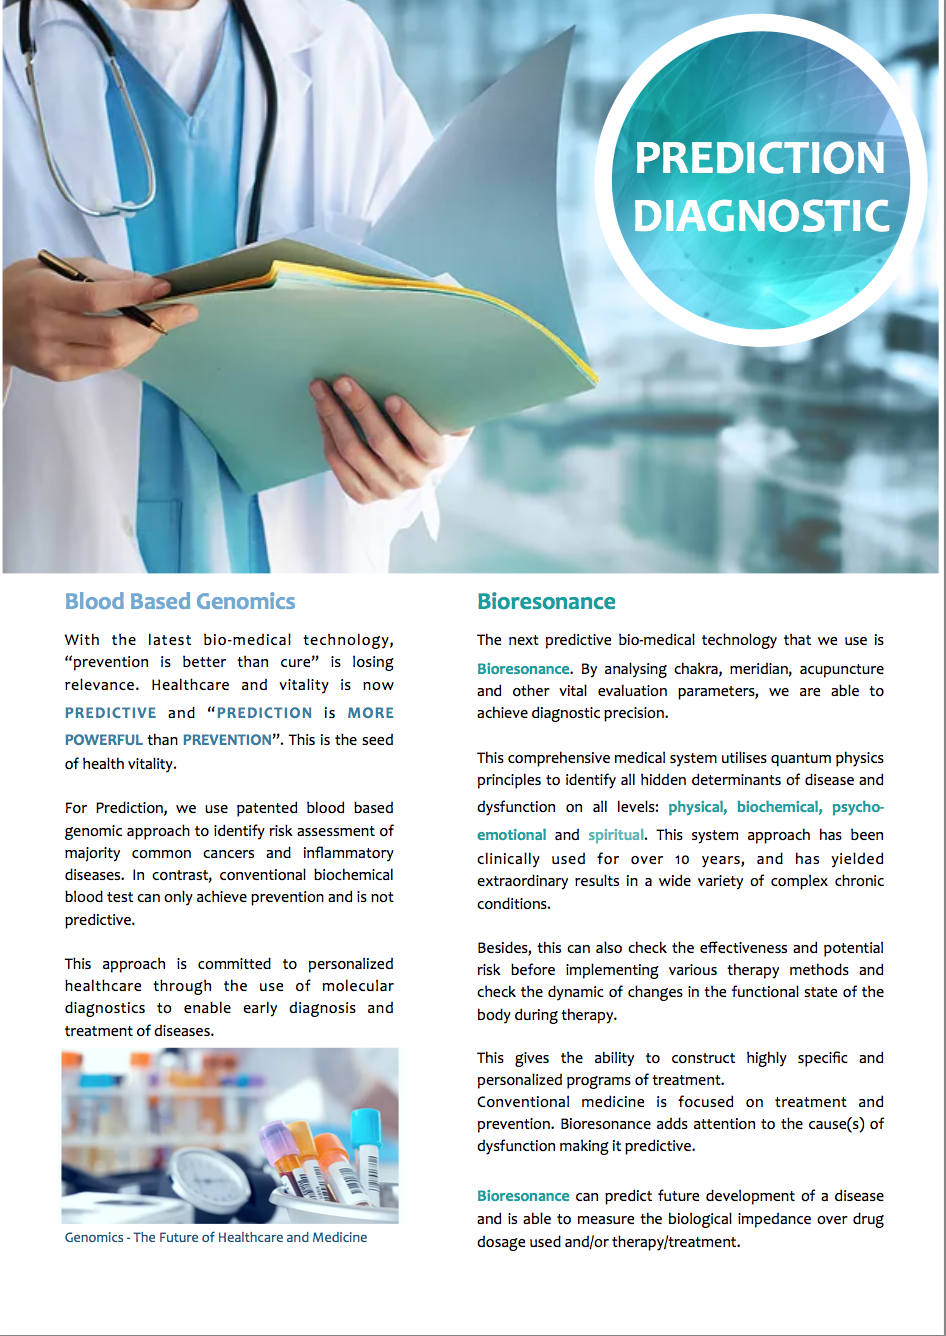 PREDICTION
DIAGNOSTIC
Blood Based Genomics
With the latest bio-medical technology,
“prevention is better than cure” is losing
relevance. Healthcare and vitality is now
PREDICTIVE and “PREDICTION is MORE
POWERFUL than PREVENTION”. This is the seed
of health vitality.
For Prediction, we use patented blood based
genomic approach to identify risk assessment of
majority common cancers and inflammatory
diseases. In contrast, conventional biochemical
blood test can only achieve prevention and is not
predictive.
This approach is committed to personalized
healthcare through the use of molecular
diagnostics to enable early diagnosis and
treatment of diseases.
Genomics - The Future of Healthcare and Medicine
Bioresonance
The next predictive bio-medical technology that we use is
Bioresonance. By analysing chakra, meridian, acupuncture
and other vital evaluation parameters, we are able to
achieve diagnostic precision.
This comprehensive medical system utilises quantum physics
principles to identify all hidden determinants of disease and
dysfunction on all levels: physical, biochemical, psycho-
emotional and spiritual. This system approach has been
clinically used for over 10 years, and has yielded
extraordinary results in a wide variety of complex chronic
conditions.
Besides, this can also check the effectiveness and potential
risk before implementing various therapy methods and
check the dynamic of changes in the functional state of the
body during therapy.
This gives the ability to construct highly specific and
personalized programs of treatment.
Conventional medicine is focused on treatment and
prevention. Bioresonance adds attention to the cause(s) of
dysfunction making it predictive.
Bioresonance can predict future development of a disease
and is able to measure the biological impedance over drug
dosage used and/or therapy/treatment.